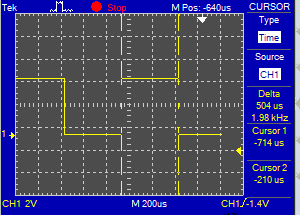 Tek Stop M Pos: -640us CURSOR
Type
Time
Source
CH1
Delta
504 us
1.98 kHz
Cursor 1
-714 us
Cursor 2
-210 us
1
CH1 2V M 200us CH1 /-1.4V